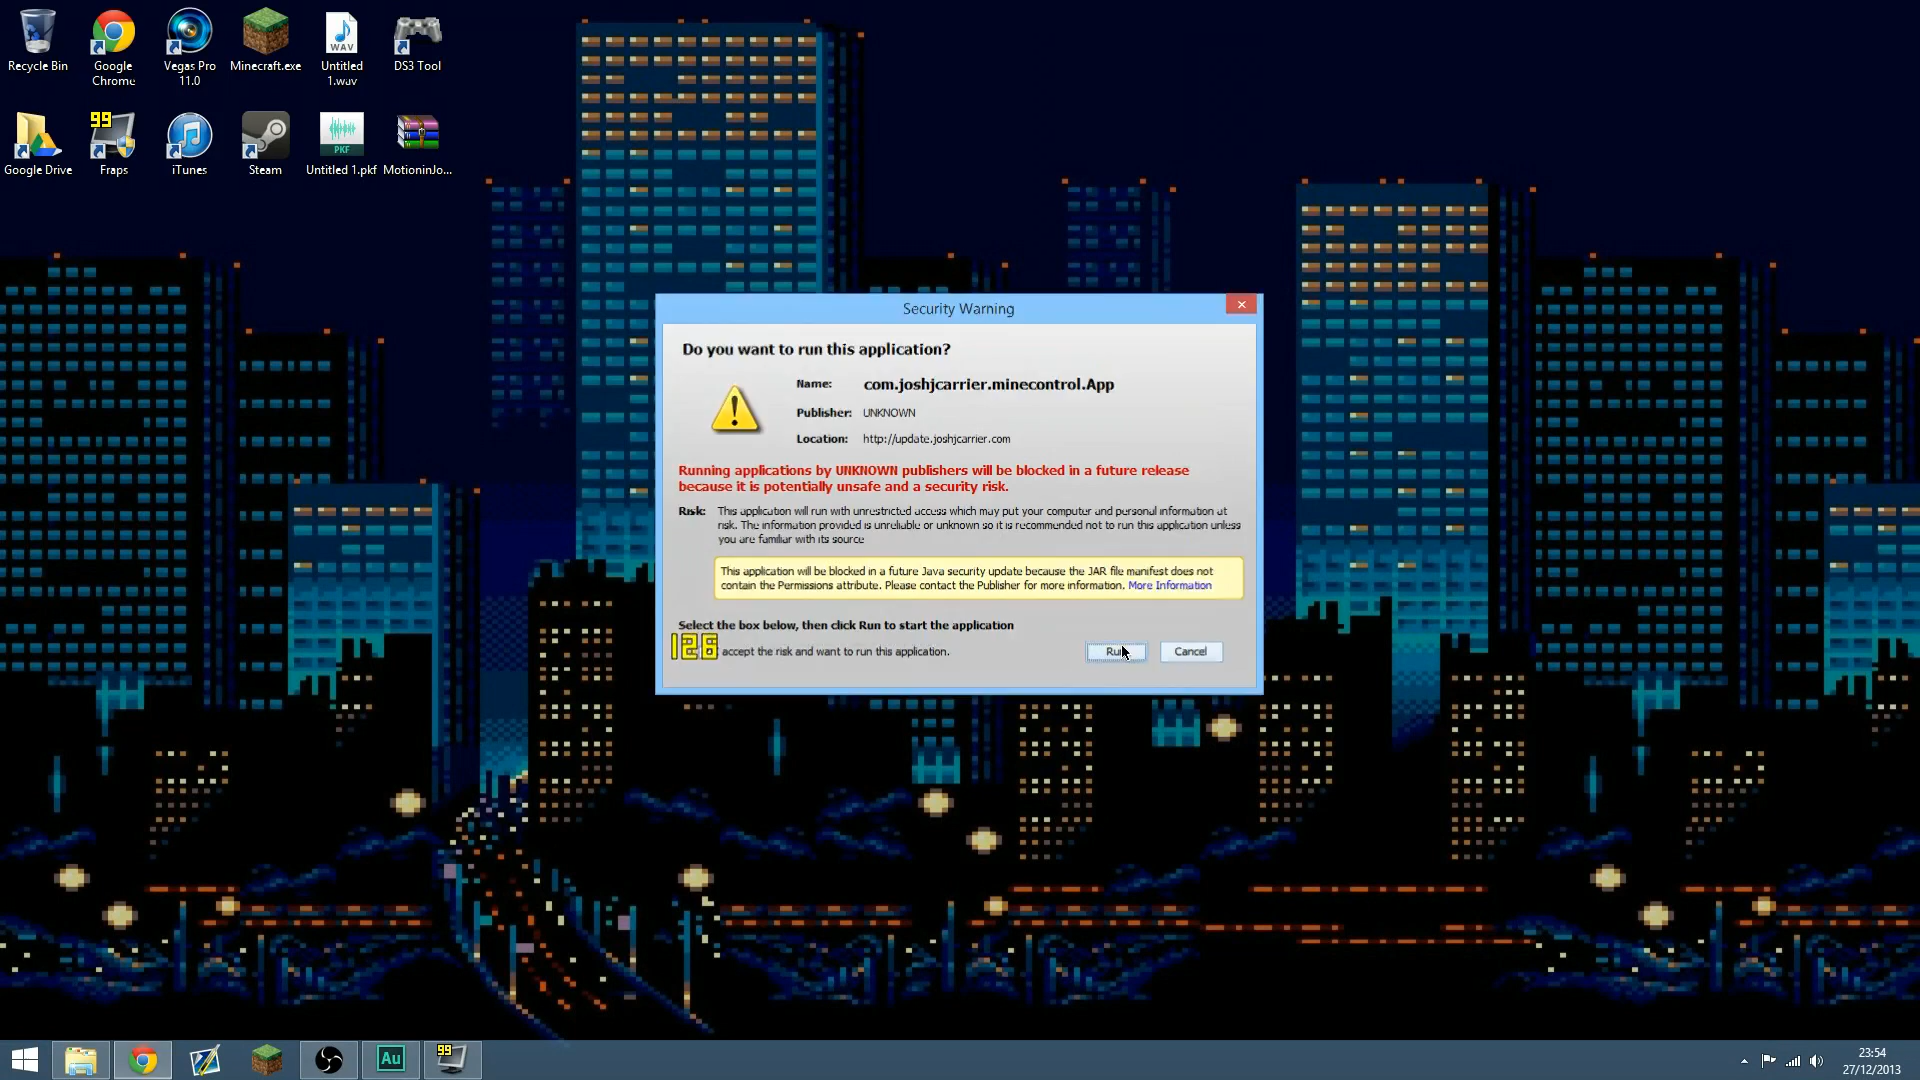 Recycle Bin
Google
Chrome
Vegas Pro
11.0
Minecraft.exe
WAV
Untitled
1.wav
DS3 Tool
Google Drive
99
Fraps
iTunes
Steam
PKF
Untitled 1.pkf
MotioninJo...
Security Warning
Do you want to run this application?
Name: com.joshjcarrier.minecontrol.App
Publisher: UNKNOWN
Location: http://update.joshjcarrier.com
Running applications by UNKNOWN publishers will be blocked in a future release
because it is potentially unsafe and a security risk.
Risk: This application will run with unrestricted access which may put your computer and personal information at
risk. The information provided is unreliable or unknown so it is recommended not to run this application unless
you are familiar with its source
This application will be blocked in a future Java security update because the JAR file manifest does not
contain the Permissions attribute. Please contact the Publisher for more information. More Information
Select the box below, then click Run to start the application
126 accept the risk and want to run this application.
Run
Cancel
Au
99
23:54
27/12/2013